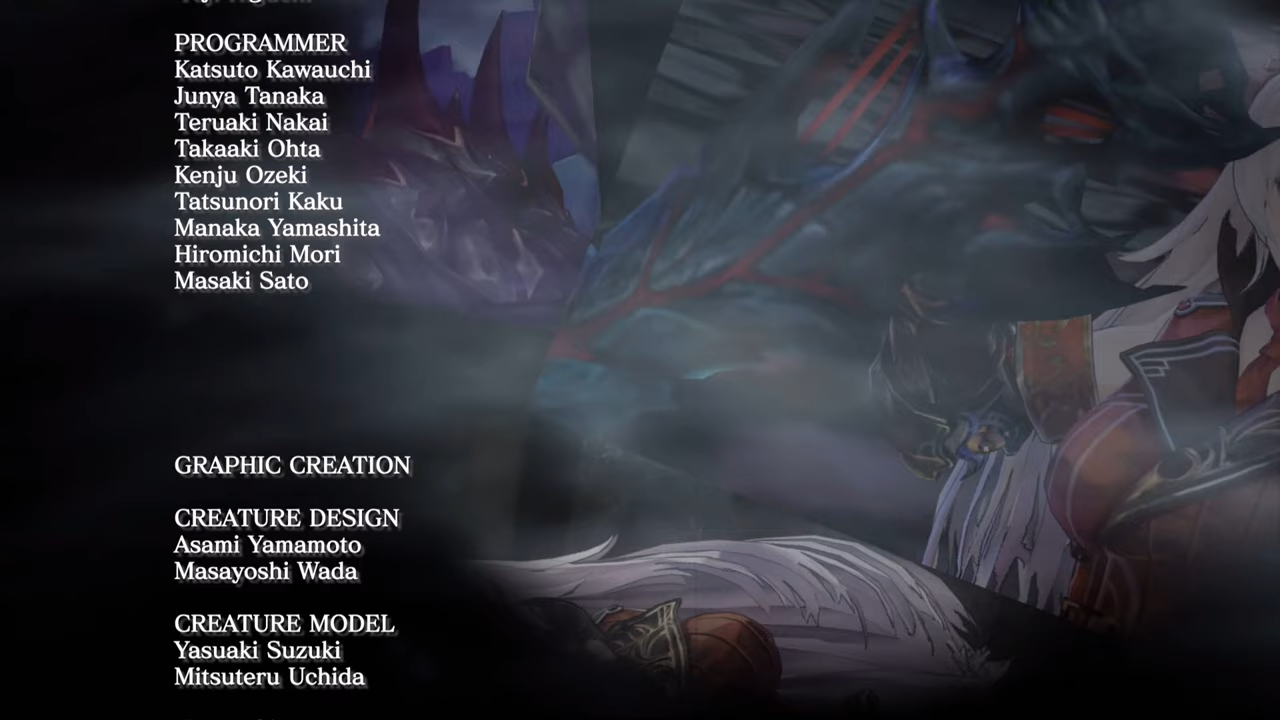 PROGRAMMER
Katsuto Kawauchi
Junya Tanaka
Teruaki Nakai
Takaaki Ohta
Kenju Ozeki
Tatsunori Kaku
Manaka Yamashita
Hiromichi Mori
Masaki Sato
GRAPHIC CREATION
CREATURE DESIGN
Asami Yamamoto
Masayoshi Wada
CREATURE MODEL
Yasuaki Suzuki
Mitsuteru Uchida